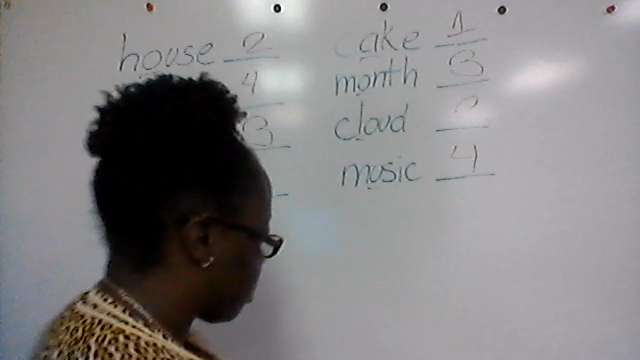 house 2 cake 1
4 month 3
3 cloud 2
music 4